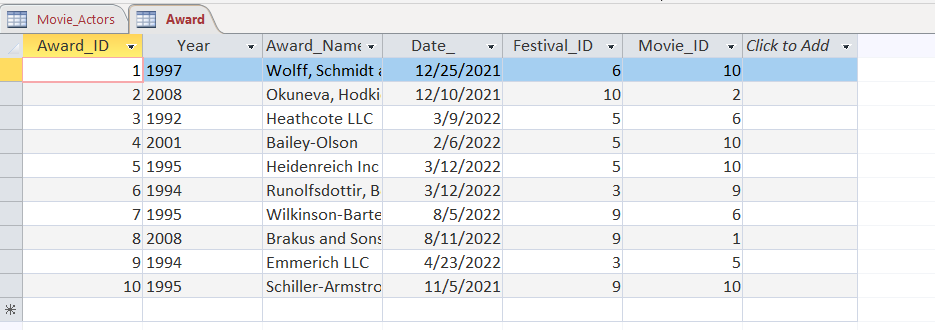 Movie_Actors Award
Award_ID Year Award_Name Date_ Festival_ID Movie_ID Click to Add
1 1997 Wolff, Schmidt a 12/25/2021 6 10
2 2008 Okuneva, Hodki 12/10/2021 10 2
3 1992 Heathcote LLC 3/9/2022 5 6
4 2001 Bailey-Olson 2/6/2022 5 10
5 1995 Heidenreich Inc 3/12/2022 5 10
6 1994 Runolfsdottir, B 3/12/2022 3 9
7 1995 Wilkinson-Barte 8/5/2022 9 6
8 2008 Brakus and Sons 8/11/2022 9 1
9 1994 Emmerich LLC 4/23/2022 3 5
10 1995 Schiller-Armstro 11/5/2021 9 10